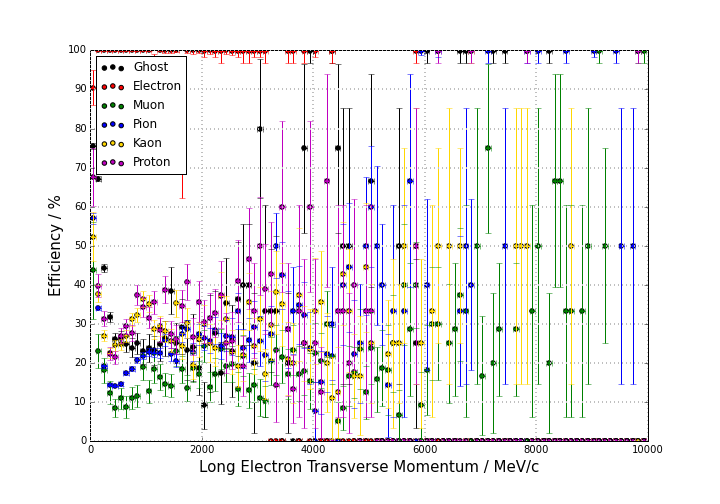 100
90
80
70
60
50
40
30
20
10
0
Efficiency / %
Ghost
Electron
Muon
Pion
Kaon
Proton
0 2000 4000 6000 8000 10000
Long Electron Transverse Momentum / MeV/c